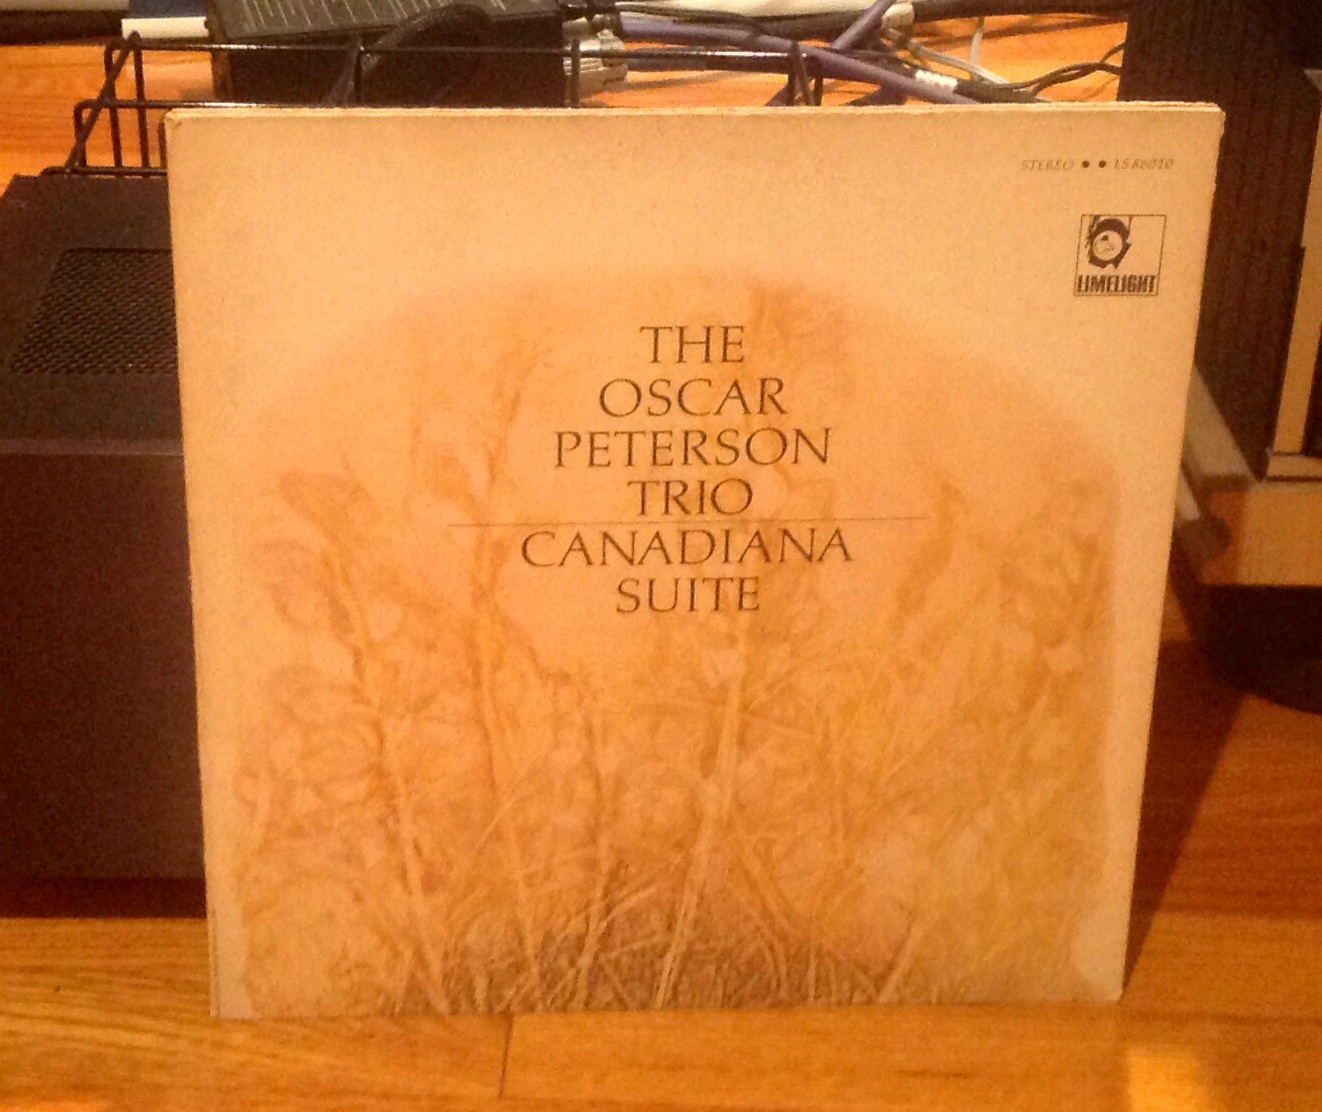 STEREO • • LS 86010
LIMELIGHT
THE
OSCAR
PETERSON
TRIO
CANADIANA
SUITE